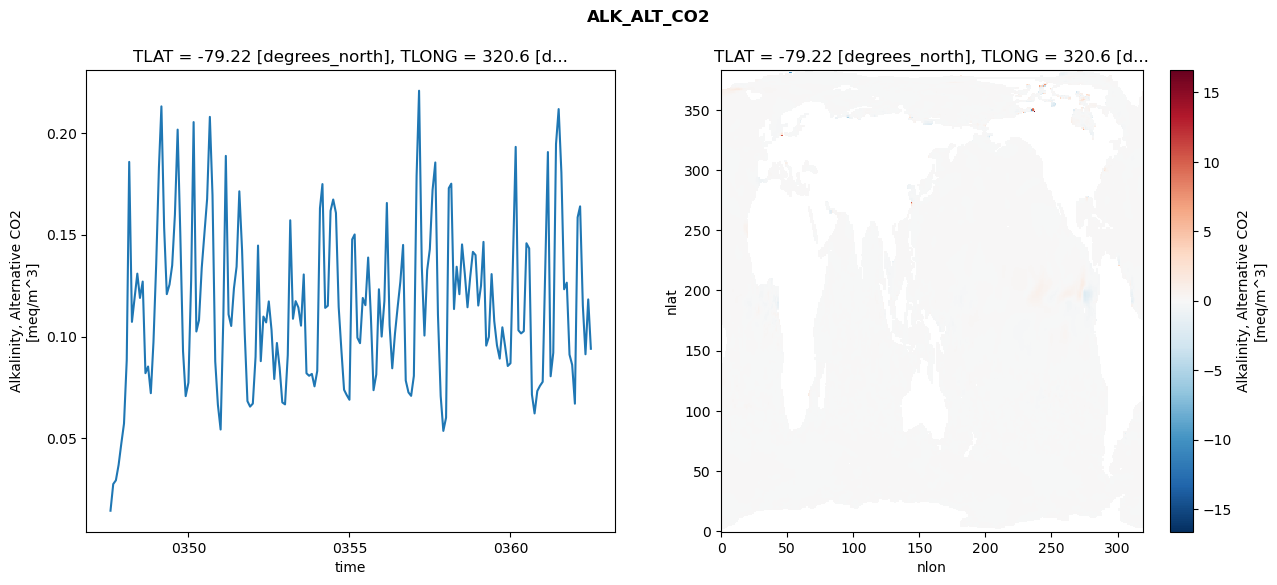 ALK_ALT_CO2
TLAT = -79.22 [degrees_north], TLONG = 320.6 [d...
0.20
0.15
0.10
0.05
Alkalinity, Alternative CO2
[meq/m^3]
0350
0355
0360
time
TLAT = -79.22 [degrees_north], TLONG = 320.6 [d...
350
300
250
200
150
100
50
0
nlat
0
50
100
150
200
250
300
nlon
15
10
5
0
−5
−10
−15
Alkalinity, Alternative CO2
[meq/m^3]